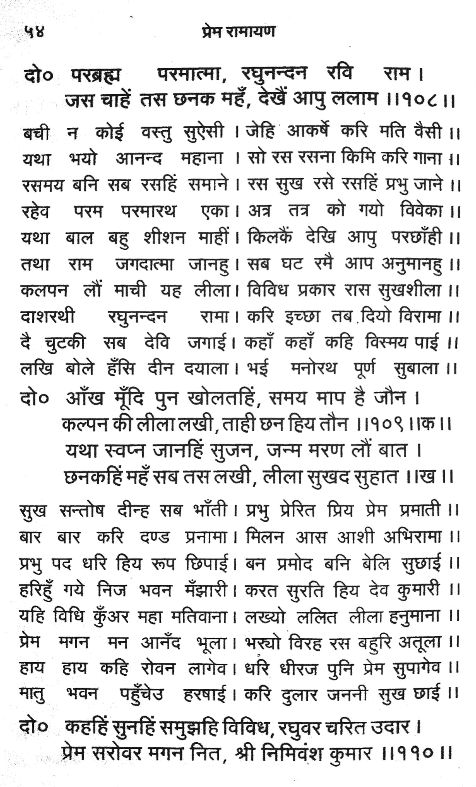 ५४ प्रेम रामायण
दो० परब्रह्म परमात्मा, रघुनन्दन रवि राम ।
जस चाहें तस छनक महँ, देखैं आपु ललाम ।।१०८।।
बची न कोई वस्तु सुऐसी । जेहि आकर्षे करि मति वैसी ।।
यथा भयो आनन्द महाना । सो रस रसना किमि करि गाना ।।
रसमय बनि सब रसहिं समाने । रस सुख रसे रसहिं प्रभु जाने ।।
रहेव परम परमारथ एका । अत्र तत्र को गयो विवेका ।।
यथा बाल बहु शीशन माहीं । किलकैं देखि आपु परछाँही ।।
तथा राम जगदात्मा जानहु । सब घट रमै आप अनुमानहु ।।
कलपन लौं माची यह लीला । विविध प्रकार रास सुखशीला ।।
दाशरथी रघुनन्दन रामा । करि इच्छा तब दियो विरामा ।।
दै चुटकी सब देवि जगाई । कहाँ कहाँ कहि विस्मय पाई ।।
लखि बोले हँसि दीन दयाला । भई मनोरथ पूर्ण सुबाला ।।
दो० आँख मूँदि पुन खोलतहिं, समय माप है जौन ।
कल्पन की लीला लखी, ताही छन हिय तौन ।।१०९।।क।।
यथा स्वप्न जानहिं सुजन, जन्म मरण लौं बात ।
छनकहिं महँ सब तस लखी, लीला सुखद सुहात ।।ख।।
सुख सन्तोष दीन्ह सब भाँती । प्रभु प्रेरित प्रिय प्रेम प्रमाती ।।
बार बार करि दण्ड प्रनामा । मिलन आस आशी अभिरामा ।।
प्रभु पद धरि हिय रूप छिपाई । बन प्रमोद बनि बेलि सुछाई ।।
हरिहुँ गये निज भवन मँझारी । करत सुरति हिय देव कुमारी ।।
यहि विधि कुँअर महा मतिवाना । लख्यो ललित लीला हनुमाना ।।
प्रेम मगन मन आनँद भूला । भर्‌यो विरह रस बहुरि अतूला ।।
हाय हाय कहि रोवन लागेव । धरि धीरज पुनि प्रेम सुपागेव ।।
मातु भवन पहुँचेउ हरषाई । करि दुलार जननी सुख छाई ।।
दो० कहहिं सुनहिं समुझहि विविध, रघुवर चरित उदार ।
प्रेम सरोवर मगन नित, श्री निमिवंश कुमार ।।११०।।